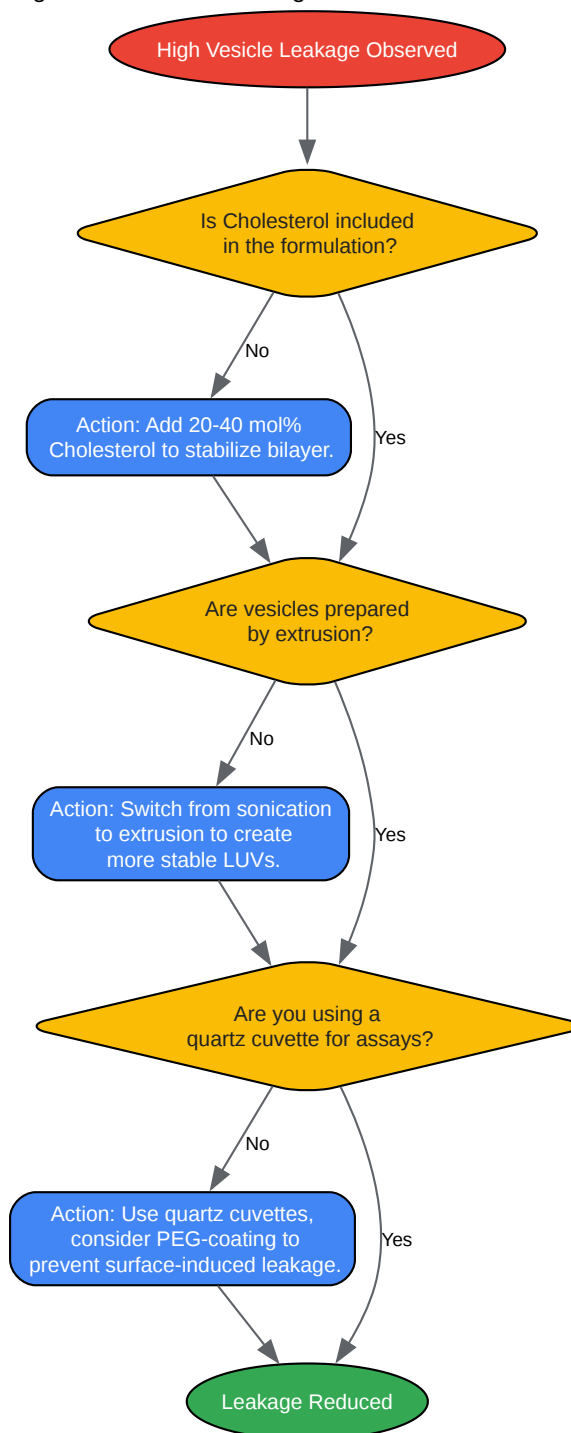 High Vesicle Leakage Observed
Is Cholesterol included
in the formulation?
No
Action: Add 20-40 mol%
Cholesterol to stabilize bilayer.
Yes
Are vesicles prepared
by extrusion?
No
Action: Switch from sonication
to extrusion to create
more stable LUVs.
Yes
Are you using a
quartz cuvette for assays?
No
Action: Use quartz cuvettes,
consider PEG-coating to
prevent surface-induced leakage.
Yes
Leakage Reduced